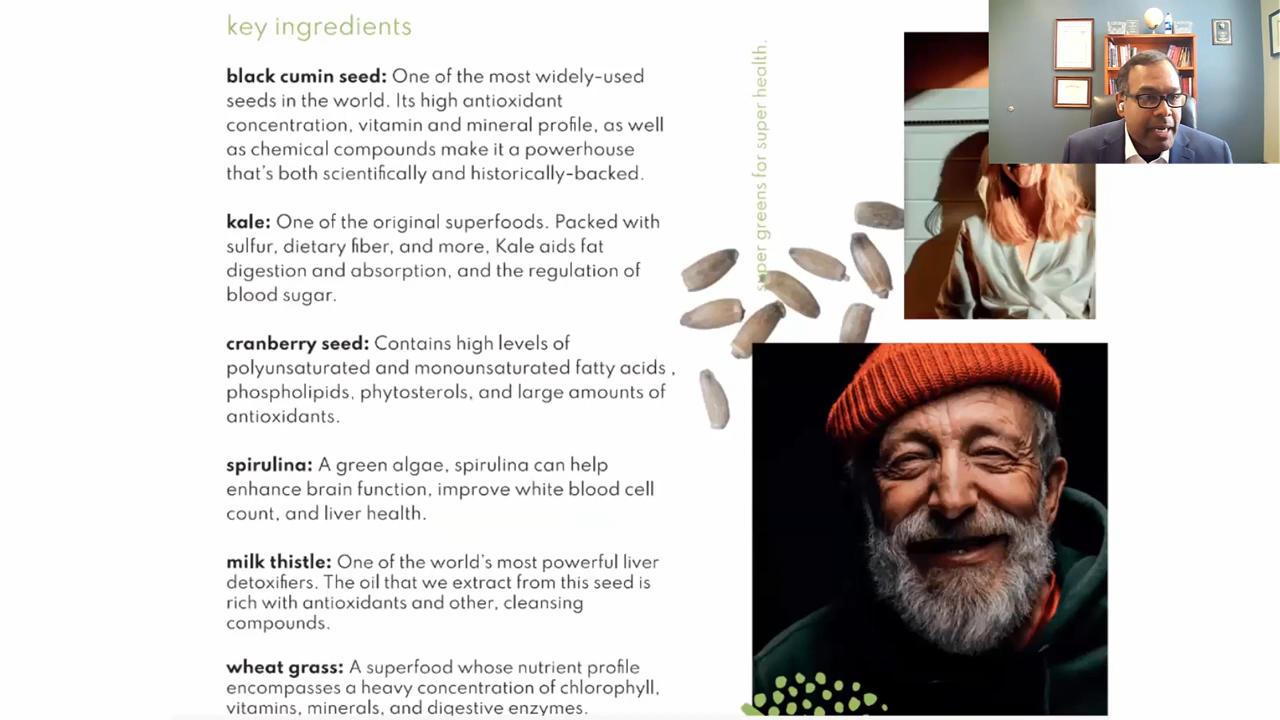 key ingredients
black cumin seed: One of the most widely-used
seeds in the world. Its high antioxidant
concentration, vitamin and mineral profile, as well
as chemical compounds make it a powerhouse
that's both scientifically and historically-backed.
kale: One of the original superfoods. Packed with
sulfur, dietary fiber, and more, Kale aids fat
digestion and absorption, and the regulation of
blood sugar.
cranberry seed: Contains high levels of
polyunsaturated and monounsaturated fatty acids ,
phospholipids, phytosterols, and large amounts of
antioxidants.
spirulina: A green algae, spirulina can help
enhance brain function, improve white blood cell
count, and liver health.
milk thistle: One of the world's most powerful liver
detoxifiers. The oil that we extract from this seed is
rich with antioxidants and other, cleansing
compounds.
wheat grass: A superfood whose nutrient profile
encompasses a heavy concentration of chlorophyll,
vitamins, minerals, and digestive enzymes.
super greens for super health.